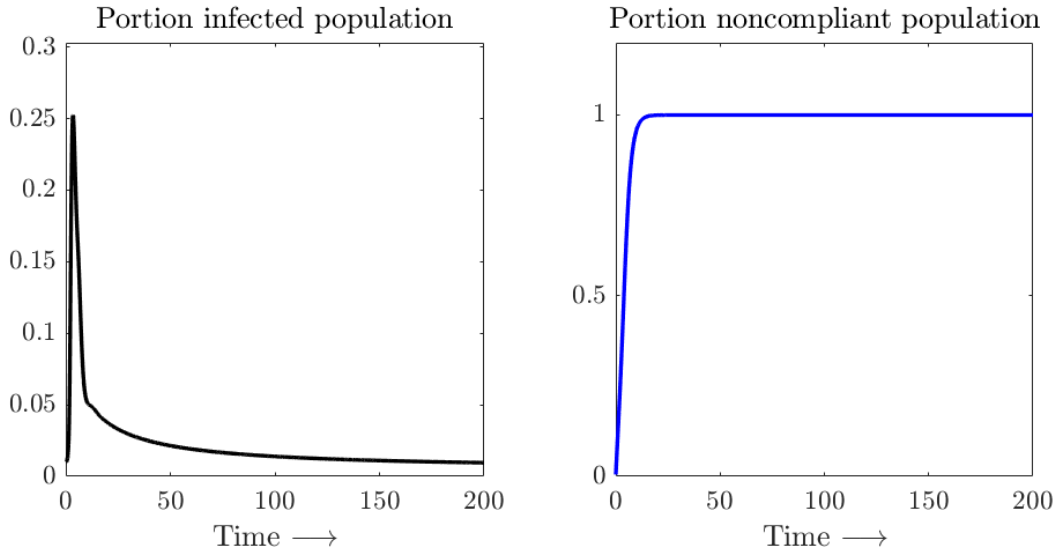 Portion infected population
0.3
0.25
0.2
0.15
0.1
0.05
0
0 50 100 150 200
Time ⟶
Portion noncompliant population
1
0.5
0
0 50 100 150 200
Time ⟶